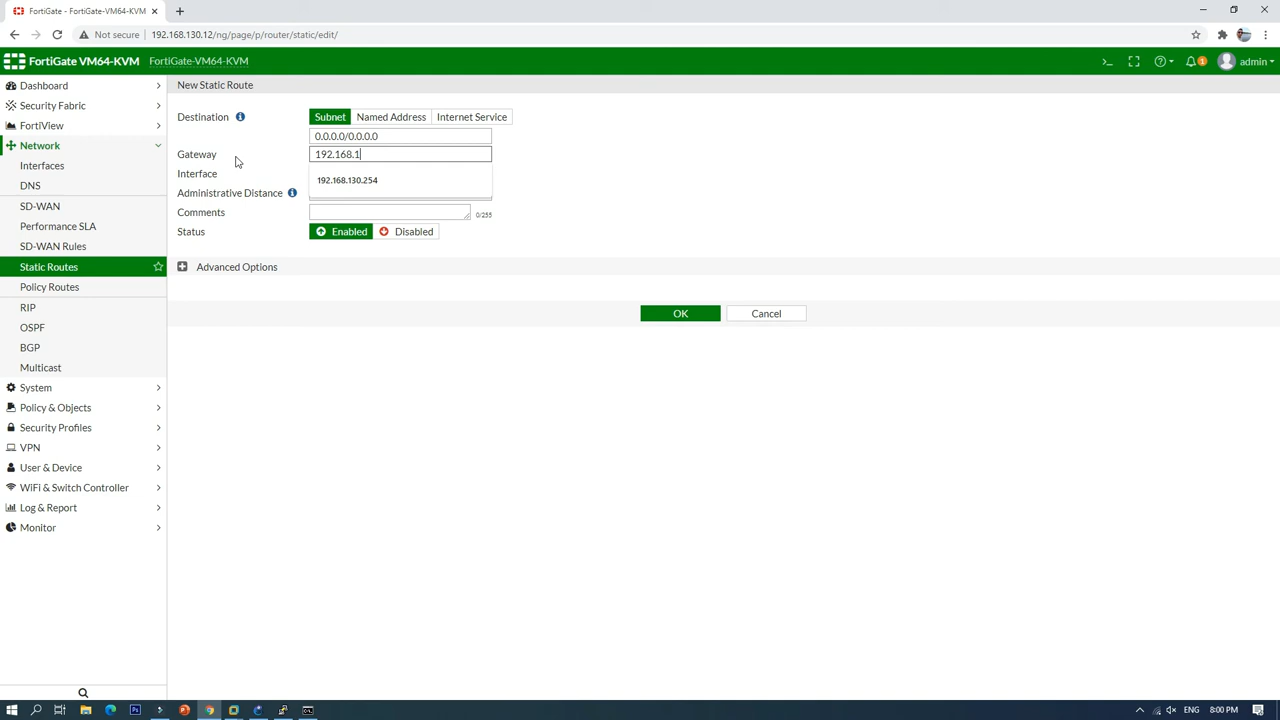 FortiGate - FortiGate-VM64-KVM
Not secure 192.168.130.12/ng/page/p/router/static/edit/
FortiGate VM64-KVM FortiGate-VM64-KVM
1 admin
Dashboard
Security Fabric
FortiView
Network
Interfaces
DNS
SD-WAN
Performance SLA
SD-WAN Rules
Static Routes
Policy Routes
RIP
OSPF
BGP
Multicast
System
Policy & Objects
Security Profiles
VPN
User & Device
WiFi & Switch Controller
Log & Report
Monitor
New Static Route
Destination Subnet Named Address Internet Service
0.0.0.0/0.0.0.0
Gateway 192.168.1
Interface
192.168.130.254
Administrative Distance
Comments 0/255
Status Enabled Disabled
Advanced Options
OK Cancel
ENG 8:00 PM